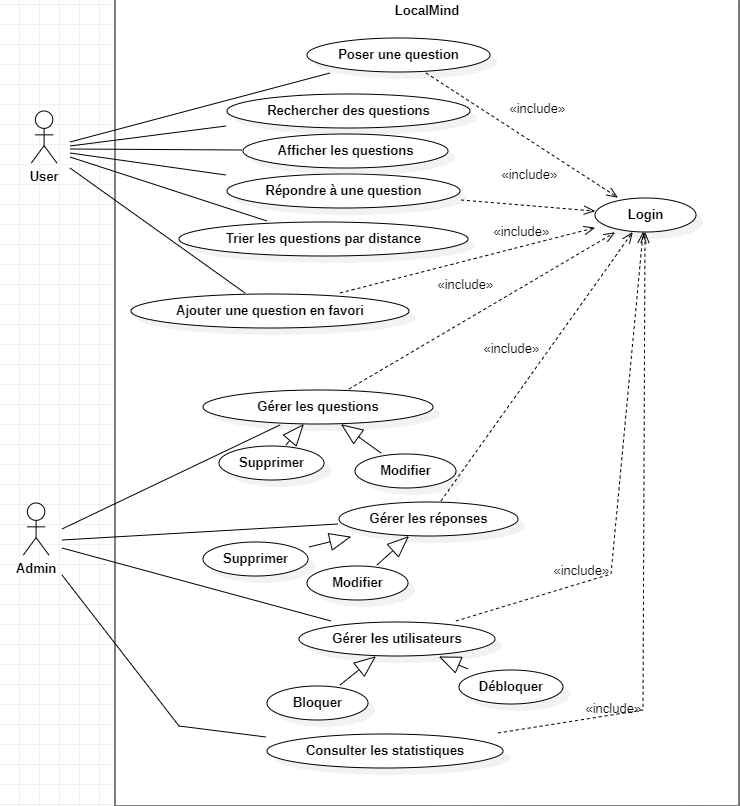 LocalMind
Poser une question
«include»
Rechercher des questions
Afficher les questions
«include»
User
Répondre à une question
Login
«include»
Trier les questions par distance
«include»
Ajouter une question en favori
«include»
Gérer les questions
Supprimer
Modifier
Gérer les réponses
Supprimer
Admin
«include»
Modifier
Gérer les utilisateurs
Débloquer
Bloquer
«include»
Consulter les statistiques